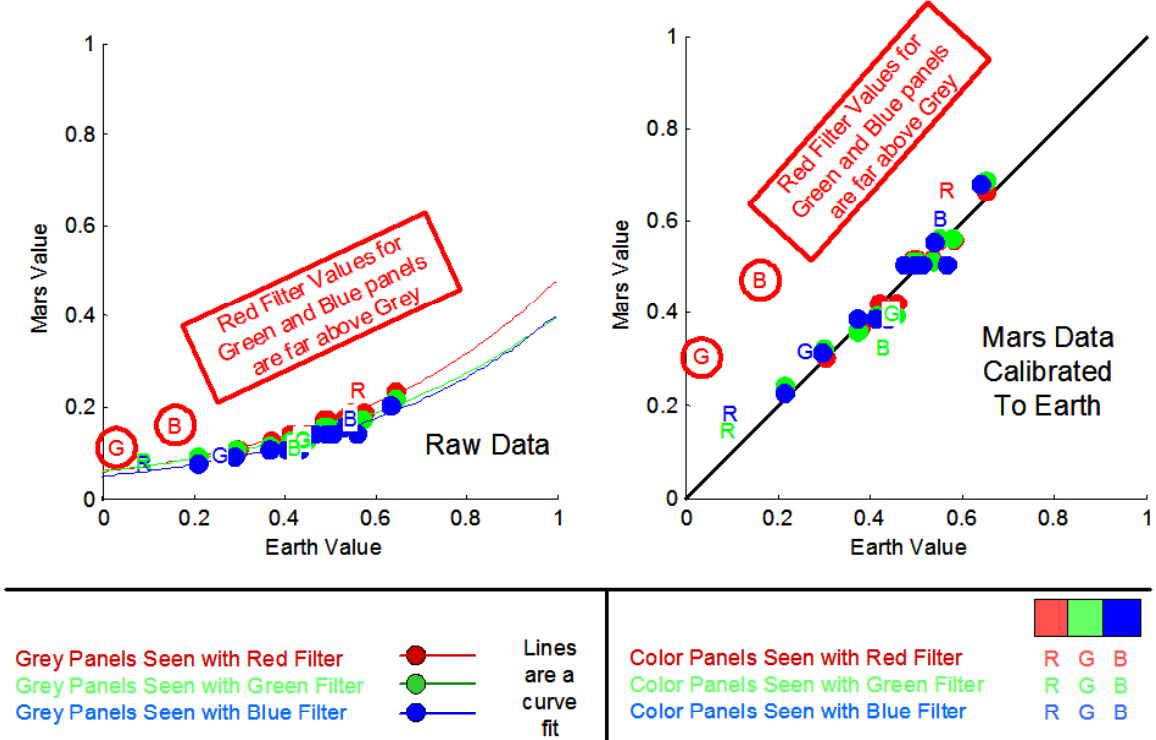 1
0.8
0.6
0.4
0.2
0
Mars Value
Red Filter Values for
Green and Blue panels
are far above Grey
G
B
R
R
R
G
B
G
B
Raw Data
0
0.2
0.4
0.6
0.8
1
Earth Value
1
0.8
0.6
0.4
0.2
0
Mars Value
Red Filter Values for
Green and Blue panels
are far above Grey
R
B
B
G
G
G
B
R
R
Mars Data
Calibrated
To Earth
0
0.2
0.4
0.6
0.8
1
Earth Value
Grey Panels Seen with Red Filter
Grey Panels Seen with Green Filter
Grey Panels Seen with Blue Filter
Lines
are a
curve
fit
Color Panels Seen with Red Filter R G B
Color Panels Seen with Green Filter R G B
Color Panels Seen with Blue Filter R G B